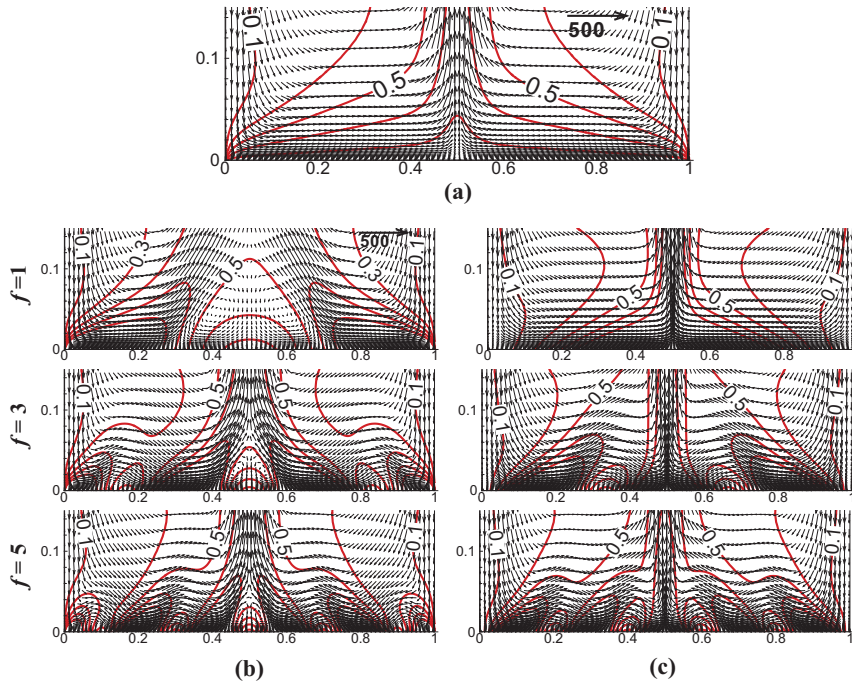 0.1 0.1 500 0.1
0.5 0.5
0 0 0.2 0.4 0.6 0.8 1
(a)
f=1 0.1 0.1 0.3 0.5 500 0.3 0.1
0 0 0.2 0.4 0.6 0.8 1
0.1 0.1 0.5 0.5 0.1
0 0 0.2 0.4 0.6 0.8
f=3 0.1 0.1 0.5 0.5 0.1
0 0 0.2 0.4 0.6 0.8 1
0.1 0.1 0.5 0.5 0.1
0 0 0.2 0.4 0.6 0.8 1
f=5 0.1 0.1 0.5 0.5 0.1
0 0 0.2 0.4 0.6 0.8 1
0.1 0.1 0.5 0.5 0.1
0 0 0.2 0.4 0.6 0.8 1
(b) (c)